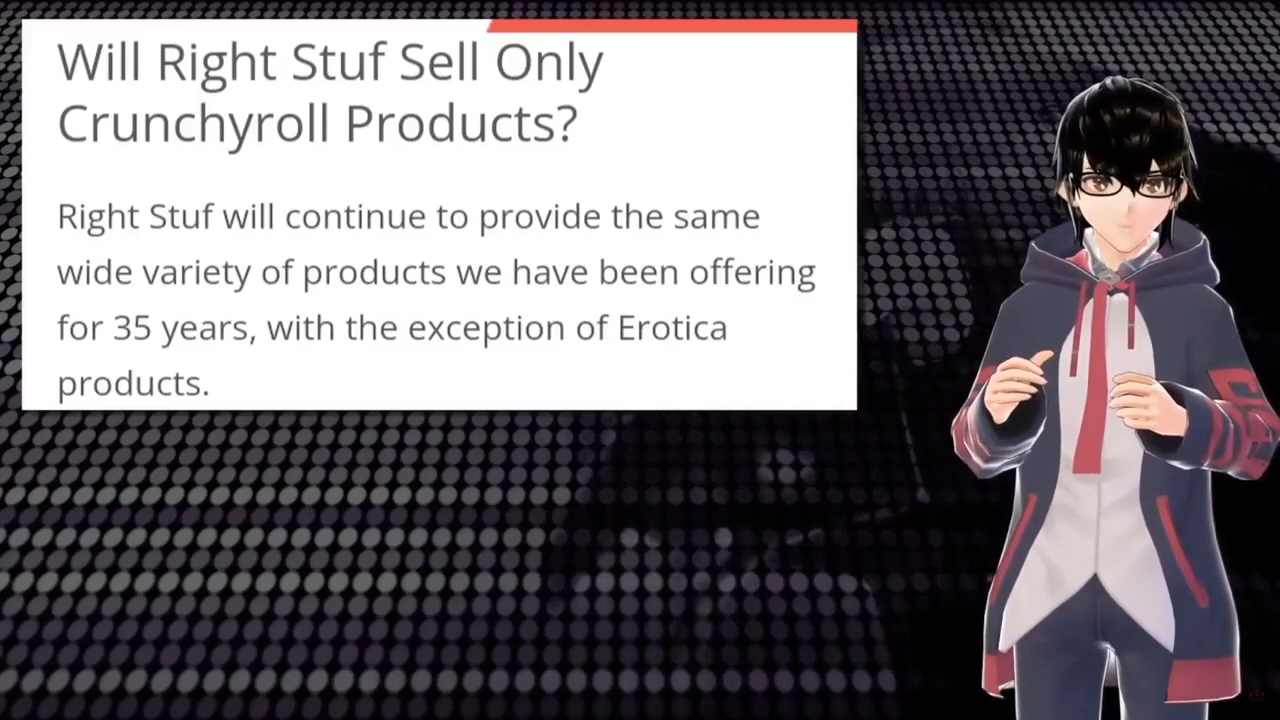 Will Right Stuf Sell Only
Crunchyroll Products?
Right Stuf will continue to provide the same
wide variety of products we have been offering
for 35 years, with the exception of Erotica
products.